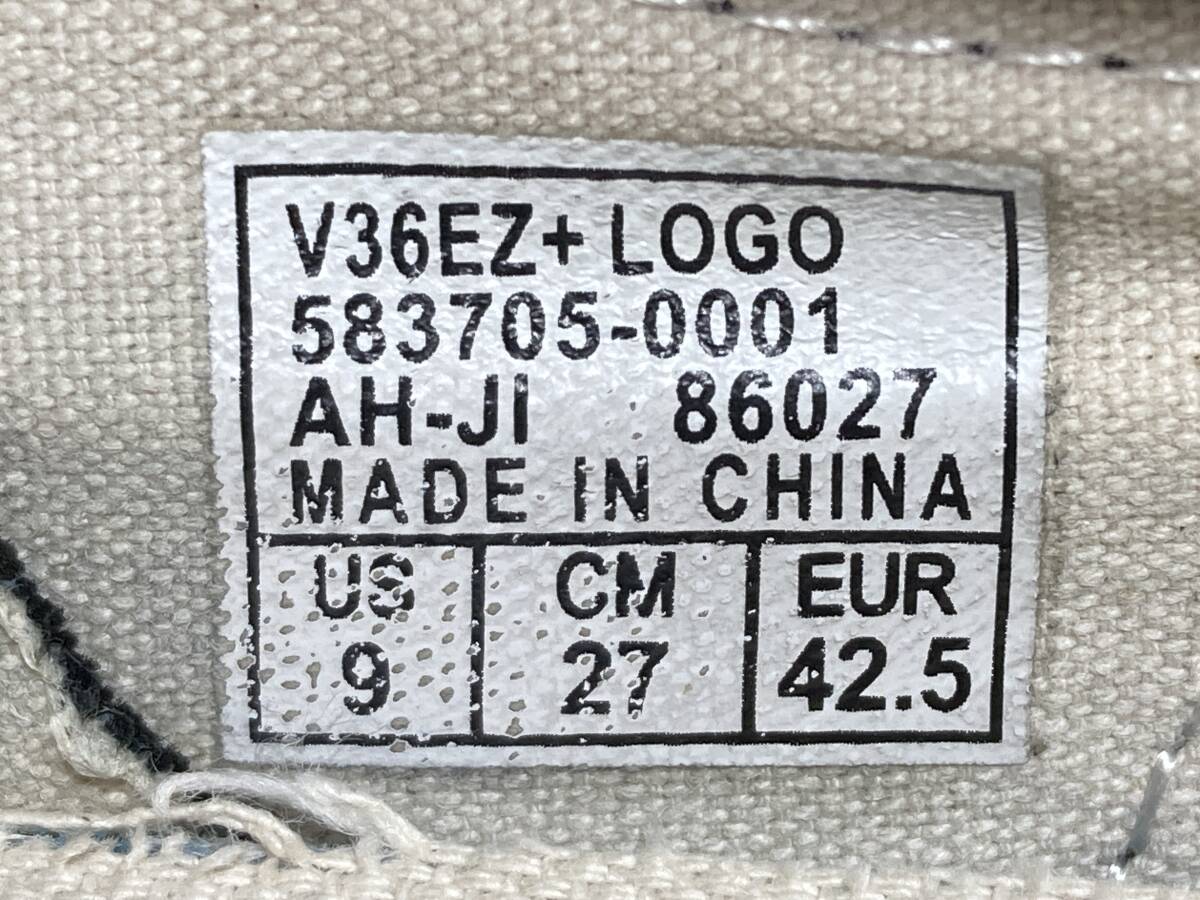 V36EZ+ LOGO
583705-0001
AH-JI 86027
MADE IN CHINA
US CM EUR
9 27 42.5